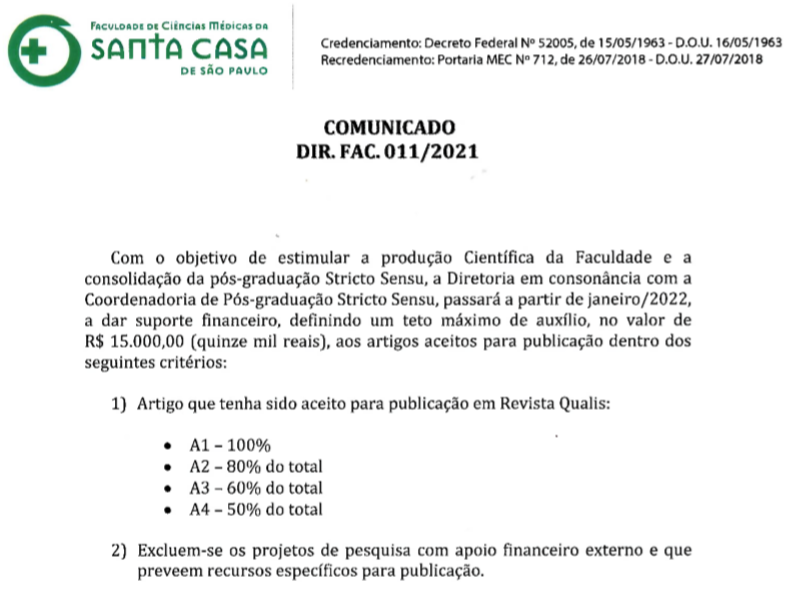 FACULDADE DE CIÊNCIAS MÉDICAS DA
SANTA CASA
DE SÃO PAULO
Credenciamento: Decreto Federal Nº 52005, de 15/05/1963 - D.O.U. 16/05/1963
Recredenciamento: Portaria MEC Nº 712, de 26/07/2018 - D.O.U. 27/07/2018
COMUNICADO
DIR. FAC. 011/2021
Com o objetivo de estimular a produção Científica da Faculdade e a
consolidação da pós-graduação Stricto Sensu, a Diretoria em consonância com a
Coordenadoria de Pós-graduação Stricto Sensu, passará a partir de janeiro/2022,
a dar suporte financeiro, definindo um teto máximo de auxílio, no valor de
R$ 15.000,00 (quinze mil reais), aos artigos aceitos para publicação dentro dos
seguintes critérios:
1) Artigo que tenha sido aceito para publicação em Revista Qualis:
• A1 – 100%
• A2 – 80% do total
• A3 – 60% do total
• A4 – 50% do total
2) Excluem-se os projetos de pesquisa com apoio financeiro externo e que
preveem recursos específicos para publicação.